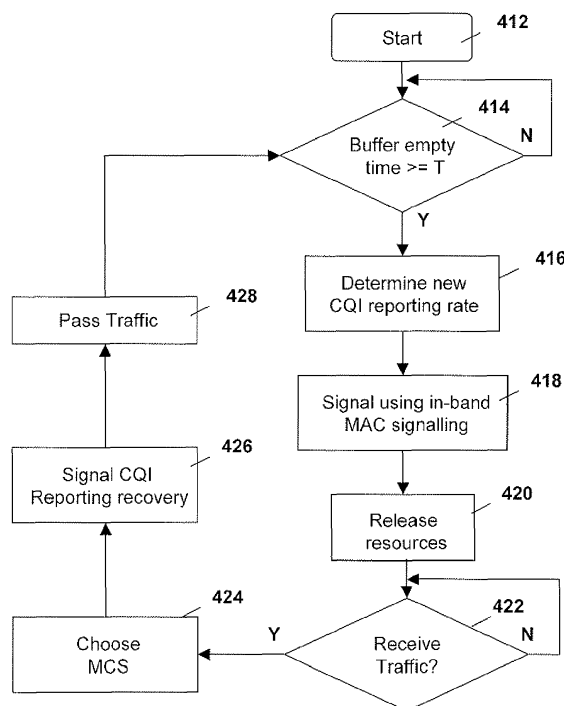 Start
412
414
Buffer empty
time >= T
N
Y
416
Determine new
CQI reporting rate
418
Signal using in-band
MAC signalling
420
Release
resources
422
Receive
Traffic?
N
Y
424
Choose
MCS
426
Signal CQI
Reporting recovery
428
Pass Traffic